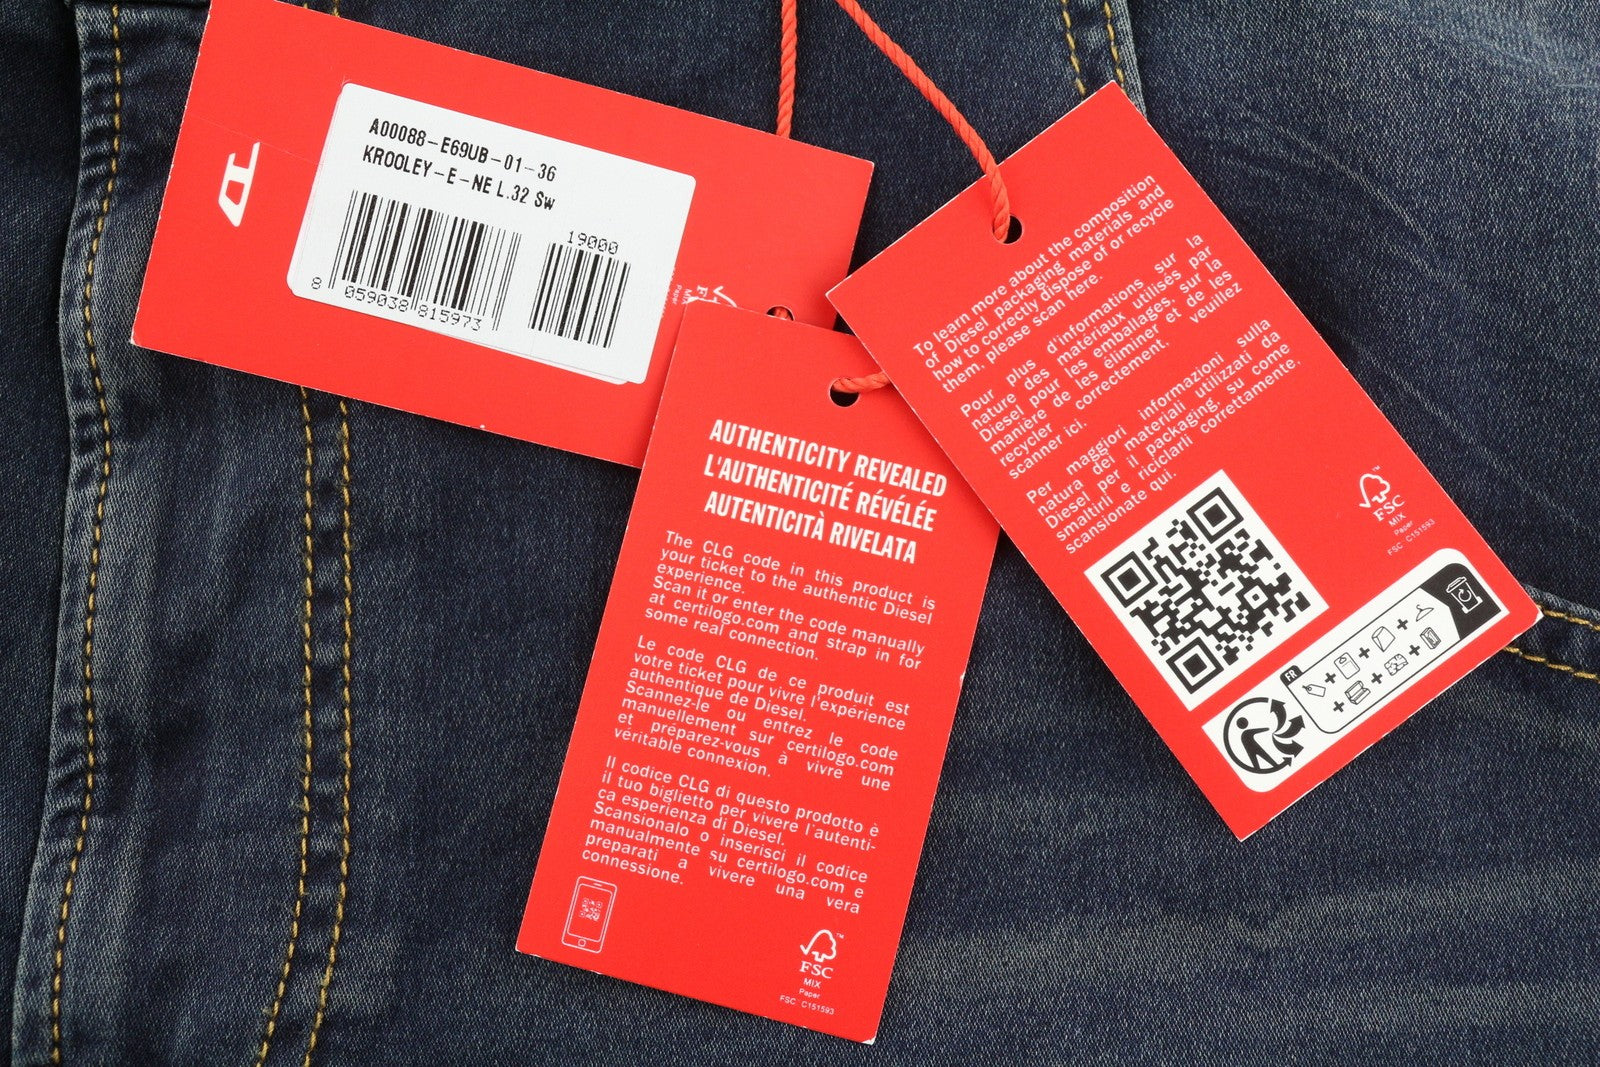 A00088-E69UB-01-36
KROOLEY-E-NE L.32 Sw
19000
8 059038 815973
FSC
MIX
Paper
AUTHENTICITY REVEALED
L'AUTHENTICITÉ RÉVÉLÉE
AUTENTICITÀ RIVELATA
The CLG code in this product is
your ticket to the authentic Diesel
experience.
Scan it or enter the code manually
at certilogo.com and strap in for
some real connection.
Le code CLG de ce produit est
votre ticket pour vivre l'expérience
authentique de Diesel.
Scannez-le ou entrez le code
manuellement sur certilogo.com
et préparez-vous à vivre une
véritable connexion.
Il codice CLG di questo prodotto è
il tuo biglietto per vivere l'autenti-
ca esperienza di Diesel.
Scansionalo o inserisci il codice
manualmente su certilogo.com e
preparati a vivere una vera
connessione.
FSC™
MIX
Paper
FSC C151593
To learn more about the composition
of Diesel packaging materials and
how to correctly dispose of or recycle
them, please scan here.
Pour plus d'informations sur la
nature des matériaux utilisés par
Diesel pour les emballages, sur la
manière de les éliminer et de les
recycler correctement, veuillez
scanner ici.
Per maggiori informazioni sulla
natura dei materiali utilizzati da
Diesel per il packaging, su come
smaltirli e riciclarli correttamente,
scansionate qui.
FSC™
MIX
Paper
FSC C151593
FR